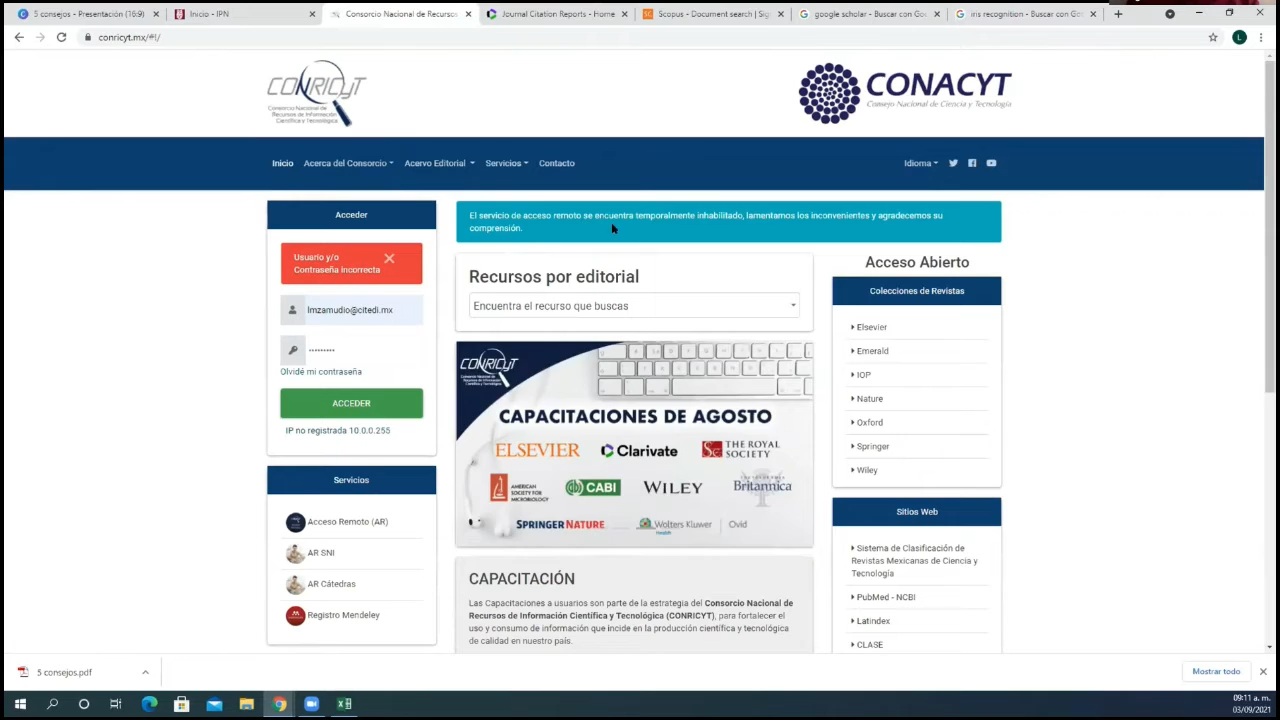 5 consejos - Presentación (16:9)
Inicio - IPN
Consorcio Nacional de Recursos
Journal Citation Reports - Home
Scopus - Document search | Sig
google scholar - Buscar con Goo
iris recognition - Buscar con Go
conricyt.mx/#!/
L
CONRICYT
Consorcio Nacional de
Recursos de Información
Científica y Tecnológica
CONACYT
Consejo Nacional de Ciencia y Tecnología
Inicio
Acerca del Consorcio
Acervo Editorial
Servicios
Contacto
Idioma
Acceder
Usuario y/o
Contraseña incorrecta
lmzamudio@citedi.mx
Olvidé mi contraseña
ACCEDER
IP no registrada 10.0.0.255
Servicios
Acceso Remoto (AR)
AR SNI
AR Cátedras
Registro Mendeley
El servicio de acceso remoto se encuentra temporalmente inhabilitado, lamentamos los inconvenientes y agradecemos su
comprensión.
Recursos por editorial
Encuentra el recurso que buscas
CONRICYT
CAPACITACIONES DE AGOSTO
ELSEVIER
Clarivate
THE ROYAL
SOCIETY
AMERICAN
SOCIETY FOR
MICROBIOLOGY
CABI
WILEY
Britannica
SPRINGER NATURE
Wolters Kluwer
Health
Ovid
CAPACITACIÓN
Las Capacitaciones a usuarios son parte de la estrategia del Consorcio Nacional de
Recursos de Información Científica y Tecnológica (CONRICYT), para fortalecer el
uso y consumo de información que incide en la producción científica y tecnológica
de calidad en nuestro país.
Acceso Abierto
Colecciones de Revistas
Elsevier
Emerald
IOP
Nature
Oxford
Springer
Wiley
Sitios Web
Sistema de Clasificación de
Revistas Mexicanas de Ciencia y
Tecnología
PubMed - NCBI
Latindex
CLASE
5 consejos.pdf
Mostrar todo
09:11 a. m.
03/09/2021